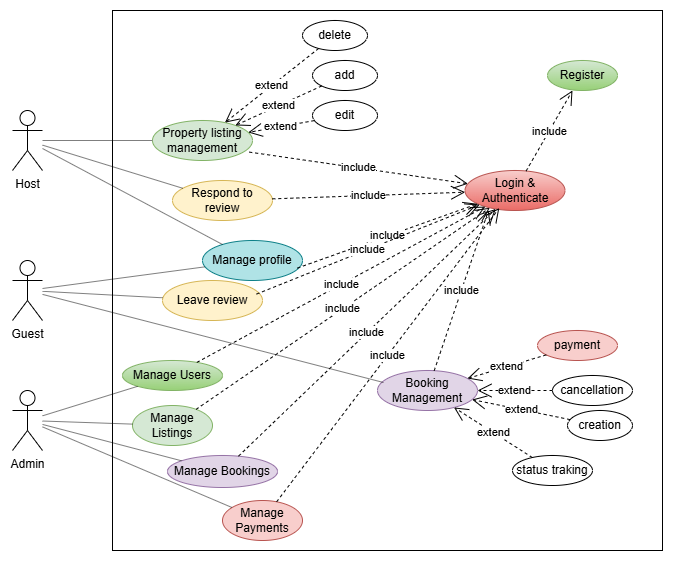 delete
extend
add
extend
edit
extend
Register
include
Property listing
management
include
Login &
Authenticate
Host
Respond to
review
include
Manage profile
include
include
Guest
Leave review
include
include
include
include
include
payment
extend
Manage Users
Booking
Management
cancellation
extend
creation
extend
Manage
Listings
extend
status traking
Admin
Manage Bookings
Manage
Payments